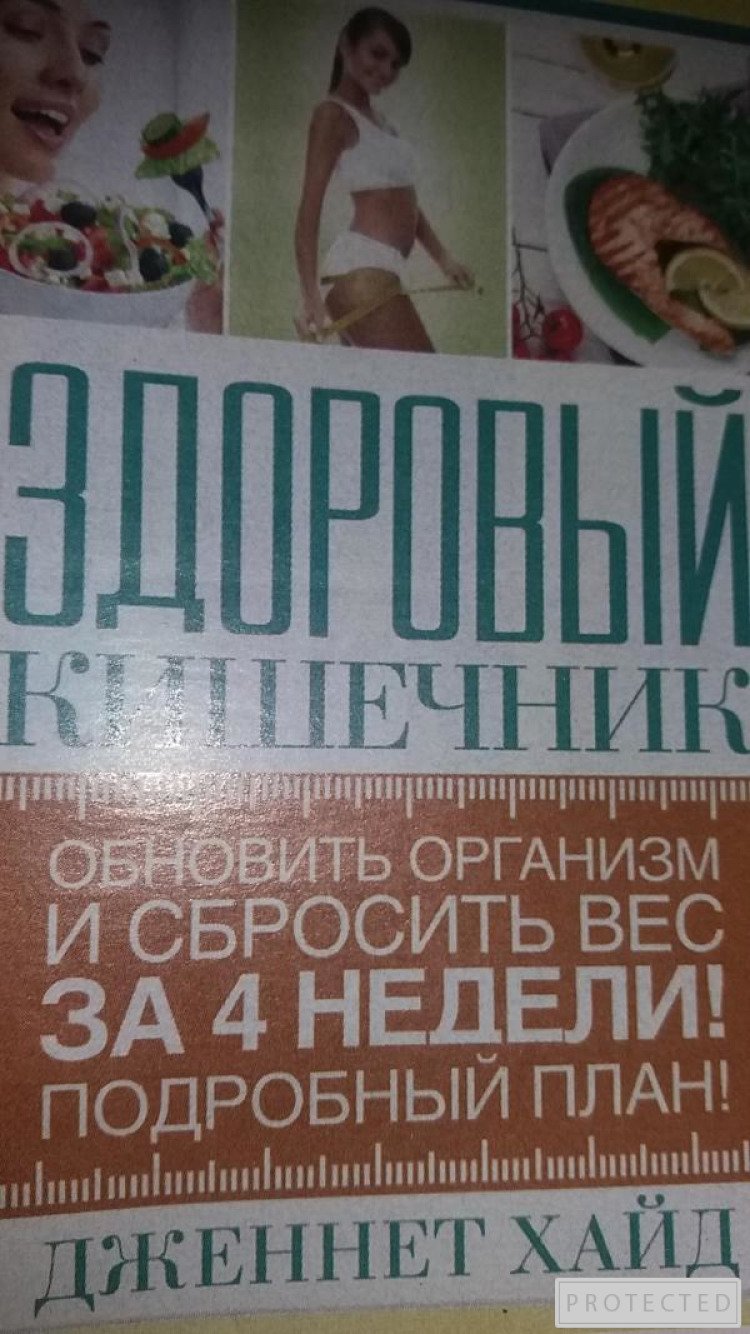 ЗДОРОВЫЙ
КИШЕЧНИК
ОБНОВИТЬ ОРГАНИЗМ
И СБРОСИТЬ ВЕС
ЗА 4 НЕДЕЛИ!
ПОДРОБНЫЙ ПЛАН!
ДЖЕННЕТ ХАЙД
PROTECTED